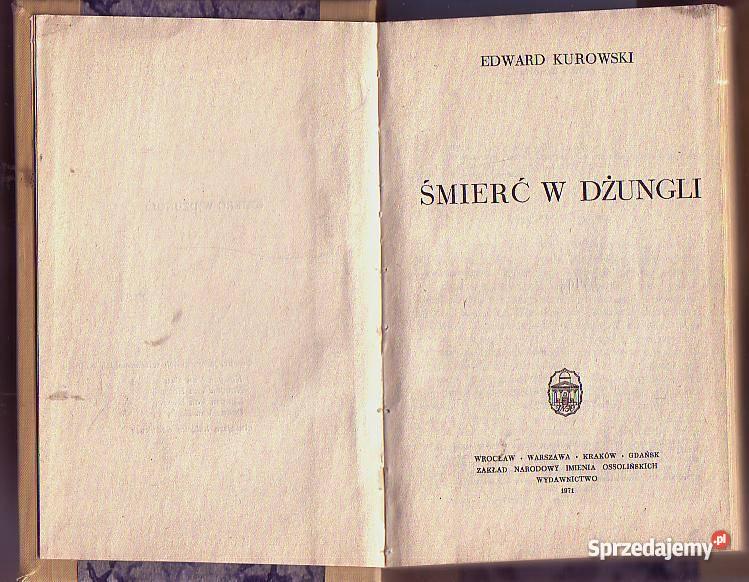 EDWARD KUROWSKI
ŚMIERĆ W DŻUNGLI
WROCŁAW · WARSZAWA · KRAKÓW · GDAŃSK
ZAKŁAD NARODOWY IMIENIA OSSOLIŃSKICH
WYDAWNICTWO
1971
Sprzedajemy.pl